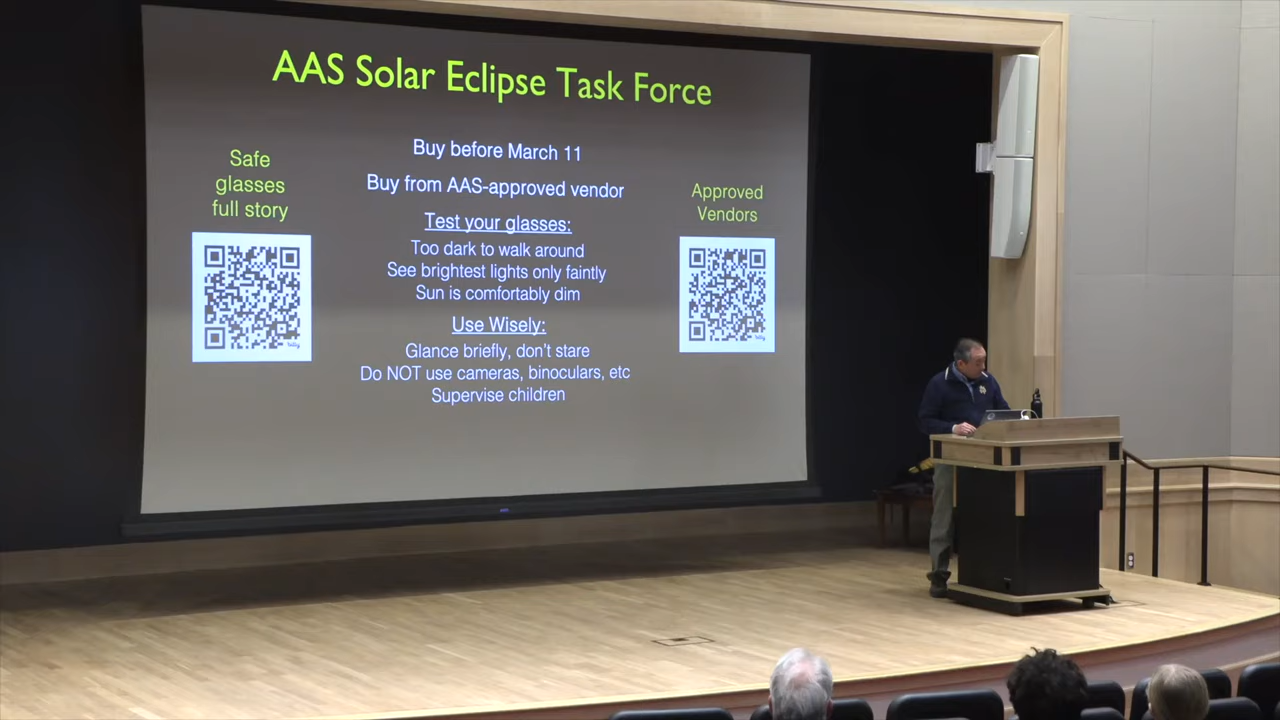 AAS Solar Eclipse Task Force
Safe
glasses
full story
Buy before March 11
Buy from AAS-approved vendor
Test your glasses:
Too dark to walk around
See brightest lights only faintly
Sun is comfortably dim
Use Wisely:
Glance briefly, don't stare
Do NOT use cameras, binoculars, etc
Supervise children
Approved
Vendors